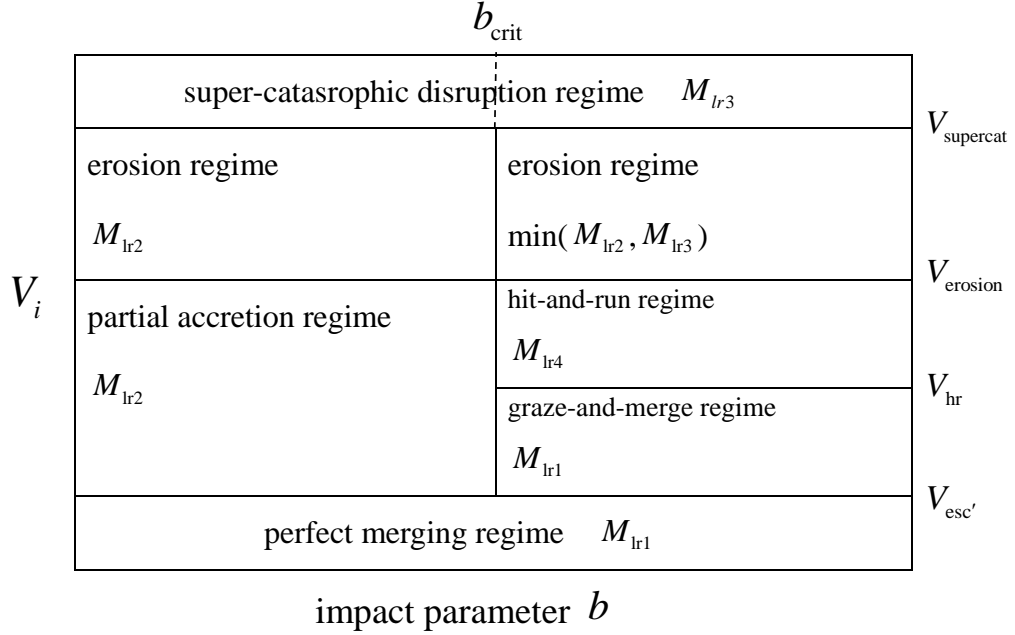 b_crit
super-catasrophic disruption regime M_lr3
V_supercat
erosion regime
M_lr2
erosion regime
min( M_lr2 , M_lr3 )
V_erosion
V_i
partial accretion regime
M_lr2
hit-and-run regime
M_lr4
V_hr
graze-and-merge regime
M_lr1
V_esc′
perfect merging regime M_lr1
impact parameter b